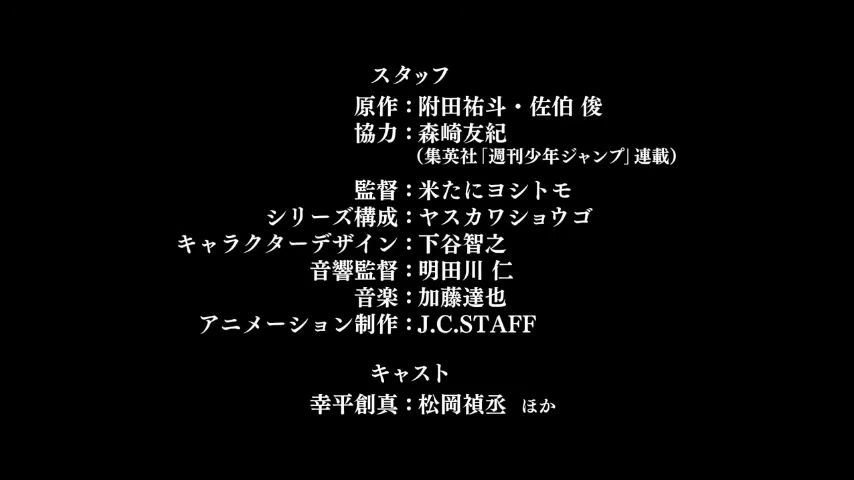 スタッフ
原作：附田祐斗・佐伯 俊
協力：森崎友紀
（集英社「週刊少年ジャンプ」連載）
監督：米たにヨシトモ
シリーズ構成：ヤスカワショウゴ
キャラクターデザイン：下谷智之
音響監督：明田川 仁
音楽：加藤達也
アニメーション制作：J.C.STAFF
キャスト
幸平創真：松岡禎丞 ほか